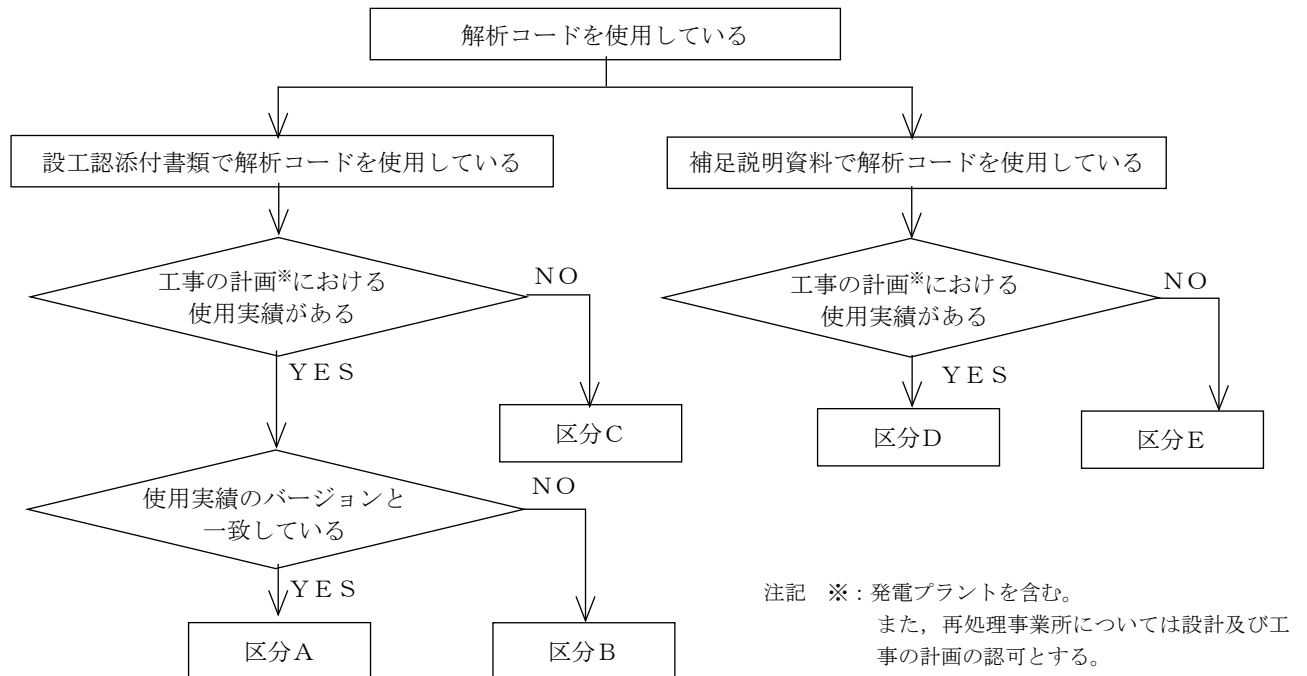 解析コードを使用している
設工認添付書類で解析コードを使用している
補足説明資料で解析コードを使用している
工事の計画※における
使用実績がある
NO
YES
区分C
工事の計画※における
使用実績がある
NO
YES
区分D
区分E
使用実績のバージョンと
一致している
NO
YES
区分A
区分B
注記　※：発電プラントを含む。
また，再処理事業所については設計及び工
事の計画の認可とする。